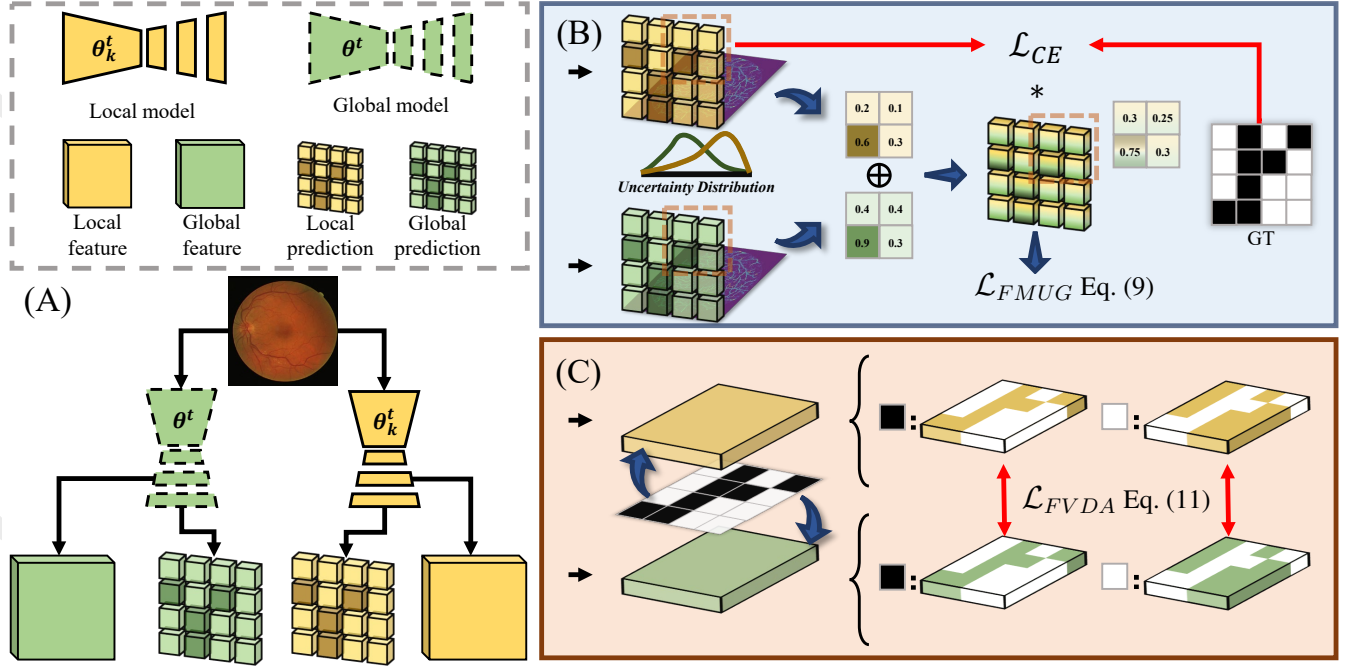 θ_k^t
θ^t
Local model
Global model
Local
feature
Global
feature
Local
prediction
Global
prediction
(A)
θ^t
θ_k^t
(B)
ℒ_CE
*
0.2 0.1
0.6 0.3
0.3 0.25
0.75 0.3
Uncertainty Distribution
⊕
0.4 0.4
0.9 0.3
GT
ℒ_FMUG Eq. (9)
(C)
:
:
ℒ_FVDA Eq. (11)
:
: